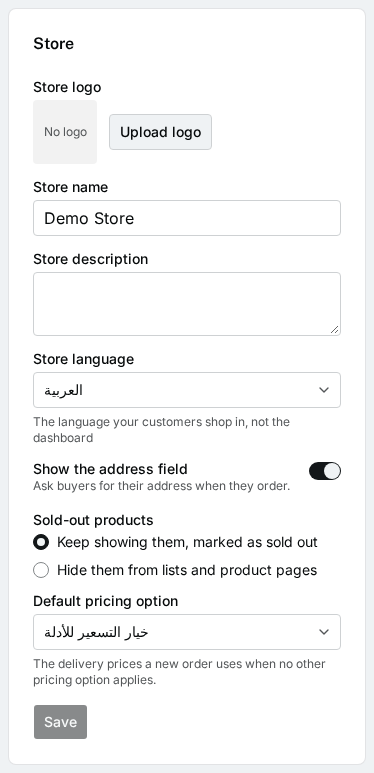 Store
Store logo
No logo
Upload logo
Store name
Demo Store
Store description
Store language
العربية
The language your customers shop in, not the
dashboard
Show the address field
Ask buyers for their address when they order.
Sold-out products
Keep showing them, marked as sold out
Hide them from lists and product pages
Default pricing option
خيار التسعير للأدلة
The delivery prices a new order uses when no other
pricing option applies.
Save